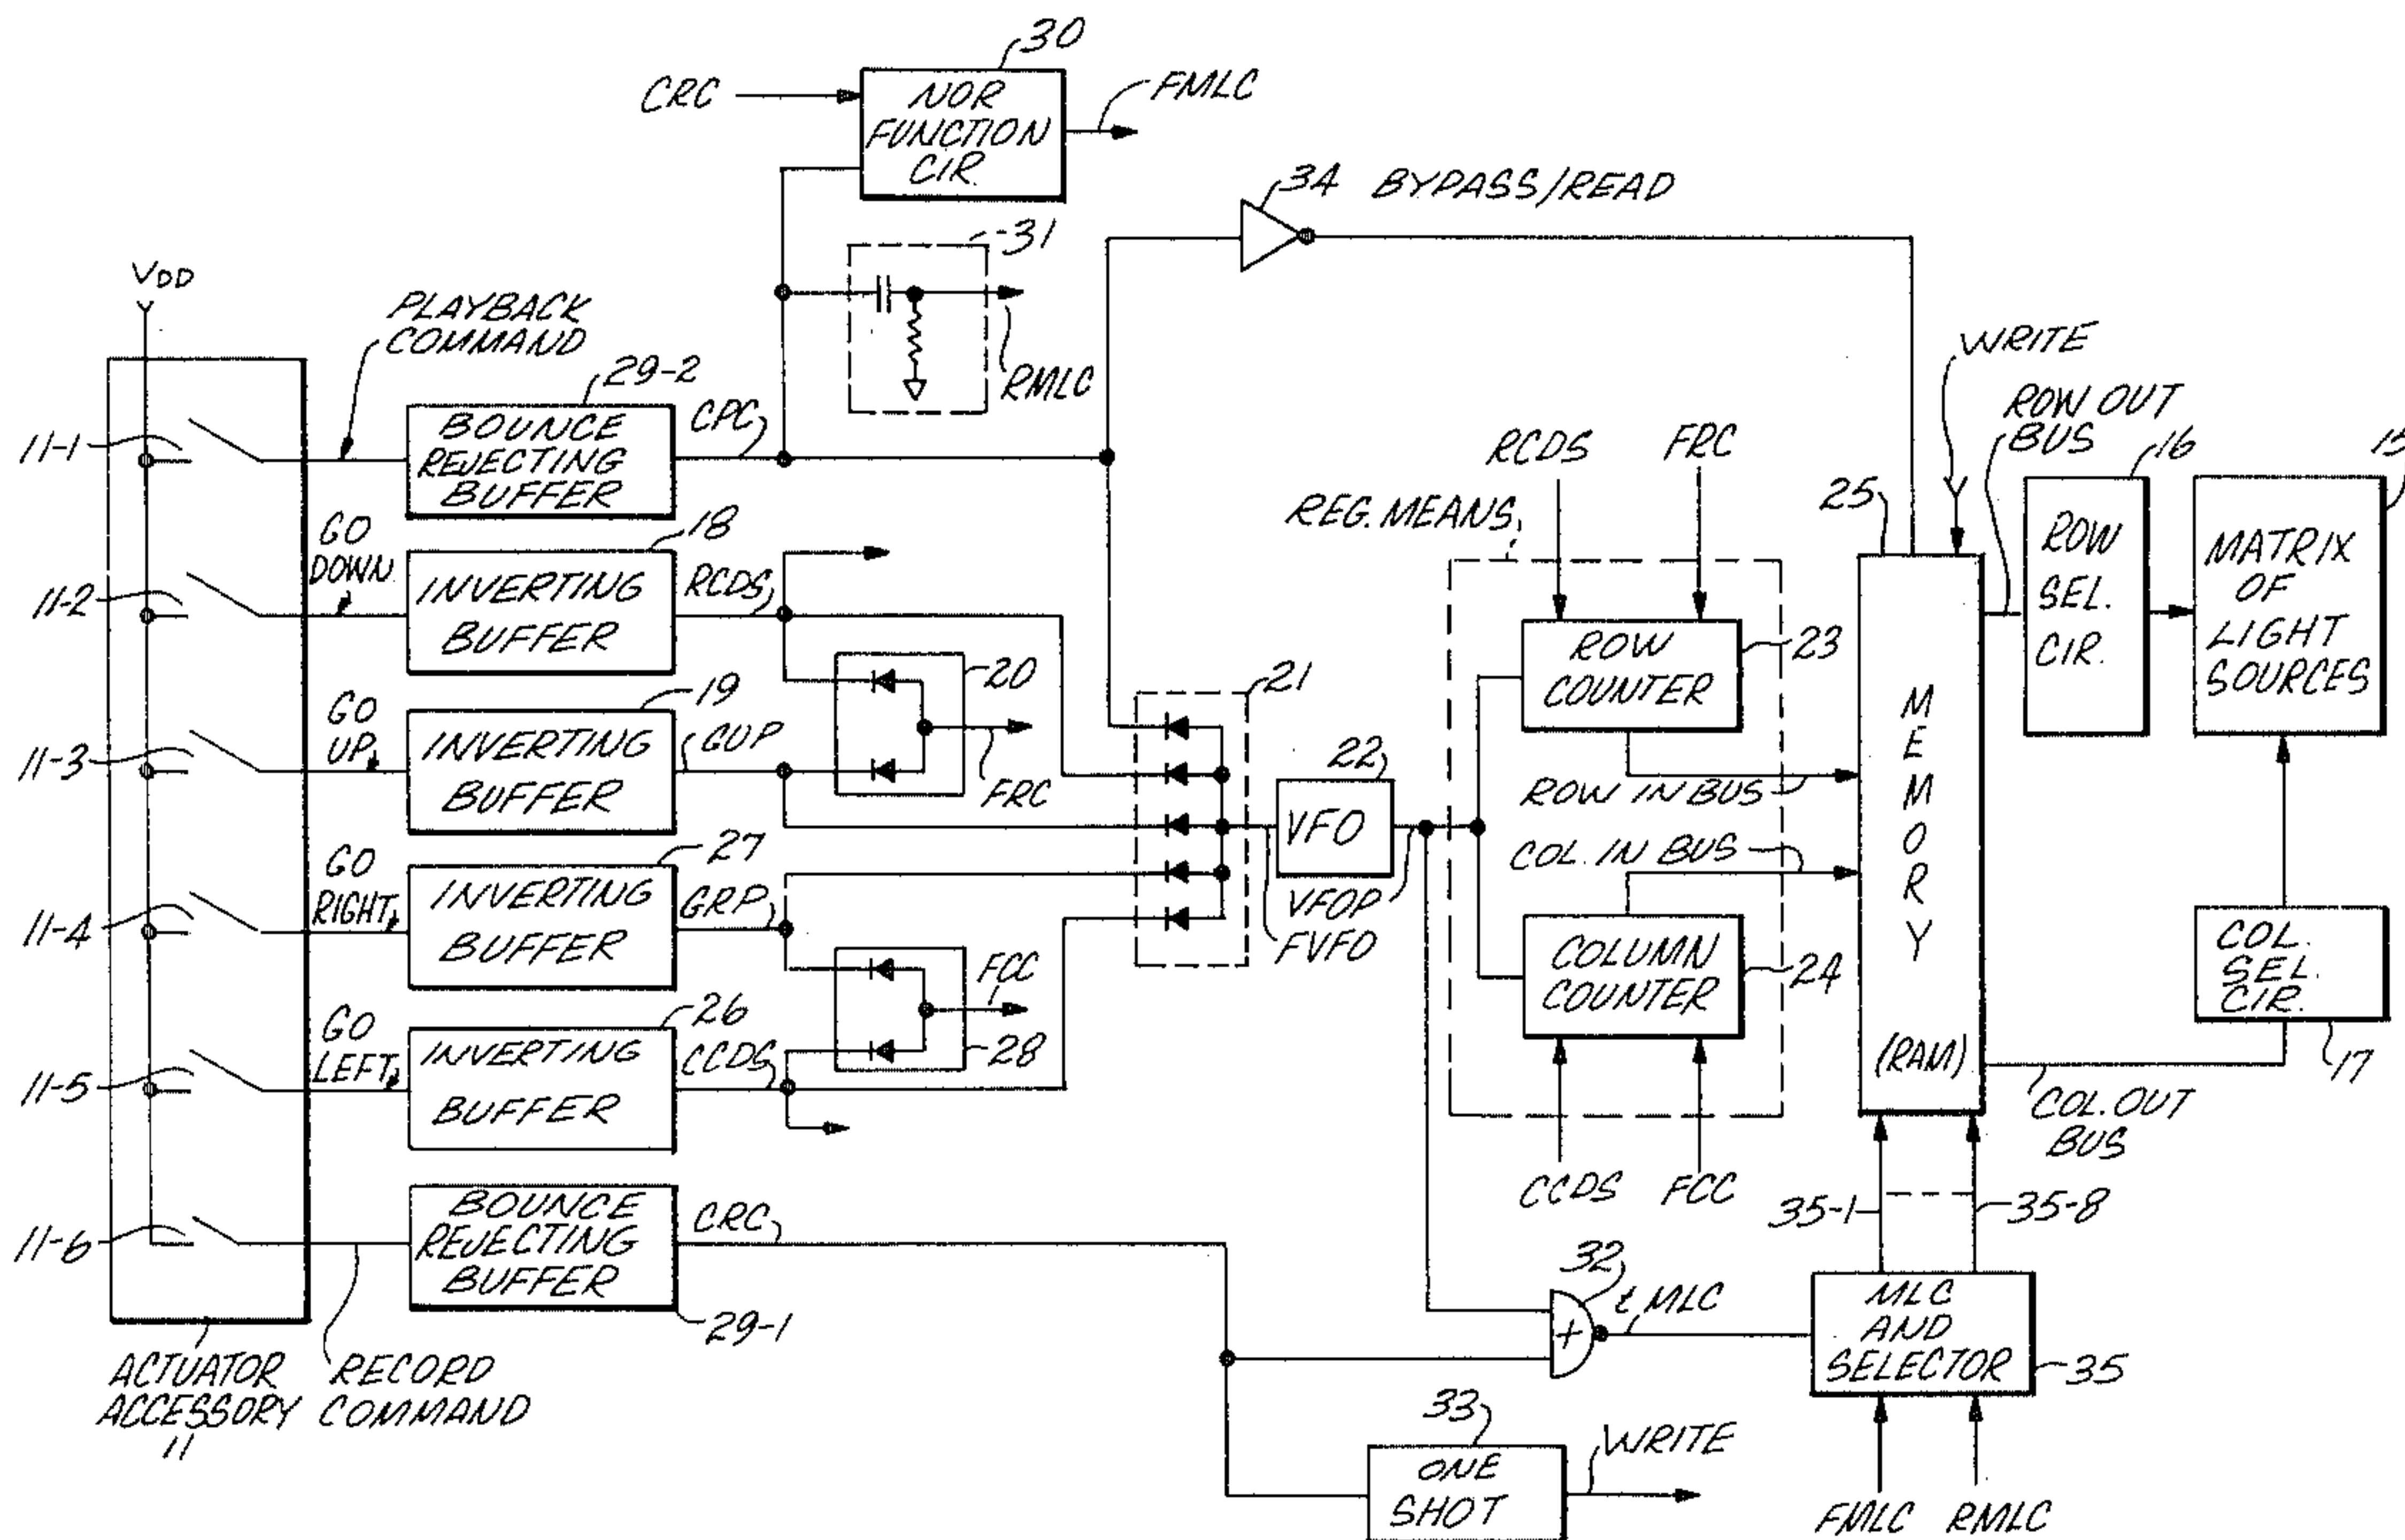 30
CRC
NOR
FUNCTION
CIR.
FMLC
34 BYPASS/READ
31
RMLC
VDD
PLAYBACK
COMMAND
29-2
11-1
BOUNCE
REJECTING
BUFFER
CPC
WRITE
ROW OUT
BUS
16
15
RCDS
FRC
REG. MEANS
25
ROW
SEL.
CIR.
MATRIX
OF
LIGHT
SOURCES
GO
DOWN
18
11-2
INVERTING
BUFFER
RCDS
20
21
ROW
COUNTER
23
GO
UP
19
11-3
INVERTING
BUFFER
GUP
FRC
22
VFO
ROW IN BUS
COL. IN BUS
MEMORY
(RAM)
GO
RIGHT
27
11-4
INVERTING
BUFFER
GRP
VFOP
FVFO
FCC
28
COLUMN
COUNTER
24
COL.
SEL.
CIR.
17
GO
LEFT
26
11-5
INVERTING
BUFFER
CCDS
COL. OUT
BUS
CCDS
FCC
35-1
35-8
11-6
BOUNCE
REJECTING
BUFFER
CRC
29-1
32
+
MLC
MLC
AND
SELECTOR
35
ACTUATOR
ACCESSORY
11
RECORD
COMMAND
33
ONE
SHOT
WRITE
FMLC
RMLC